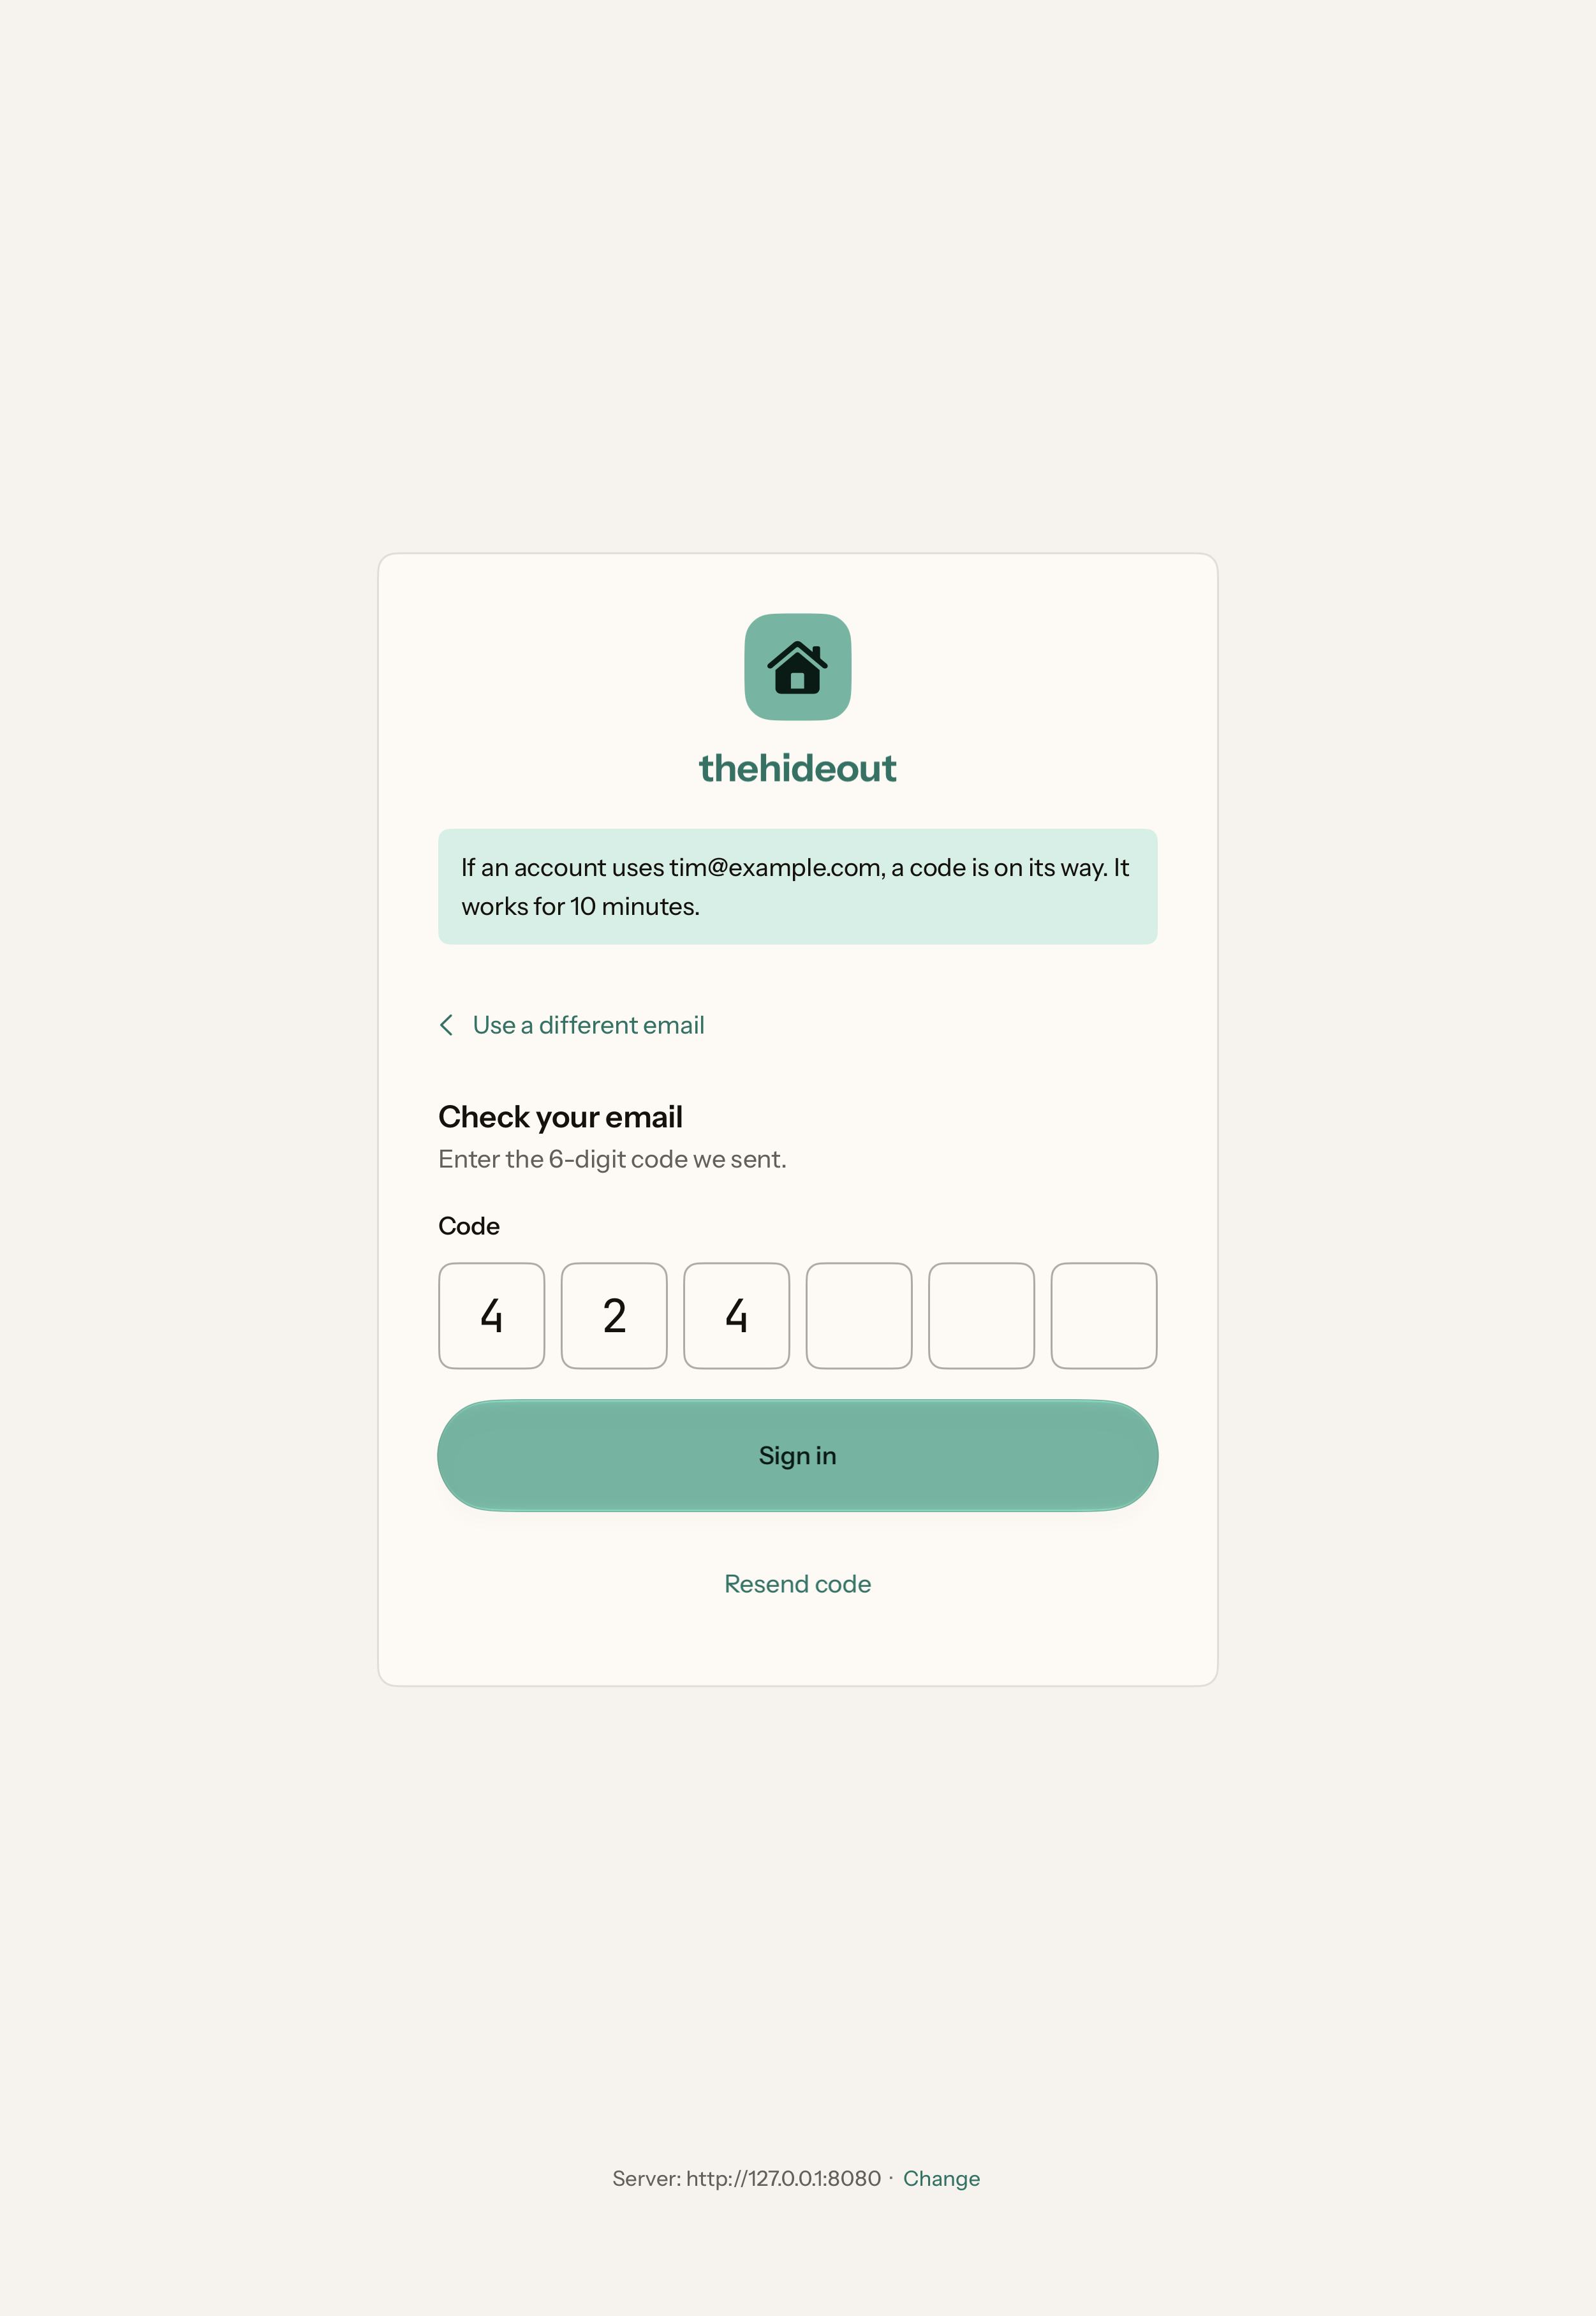 thehideout
If an account uses tim@example.com, a code is on its way. It
works for 10 minutes.
Use a different email
Check your email
Enter the 6-digit code we sent.
Code
4 2 4
Sign in
Resend code
Server: http://127.0.0.1:8080 · Change